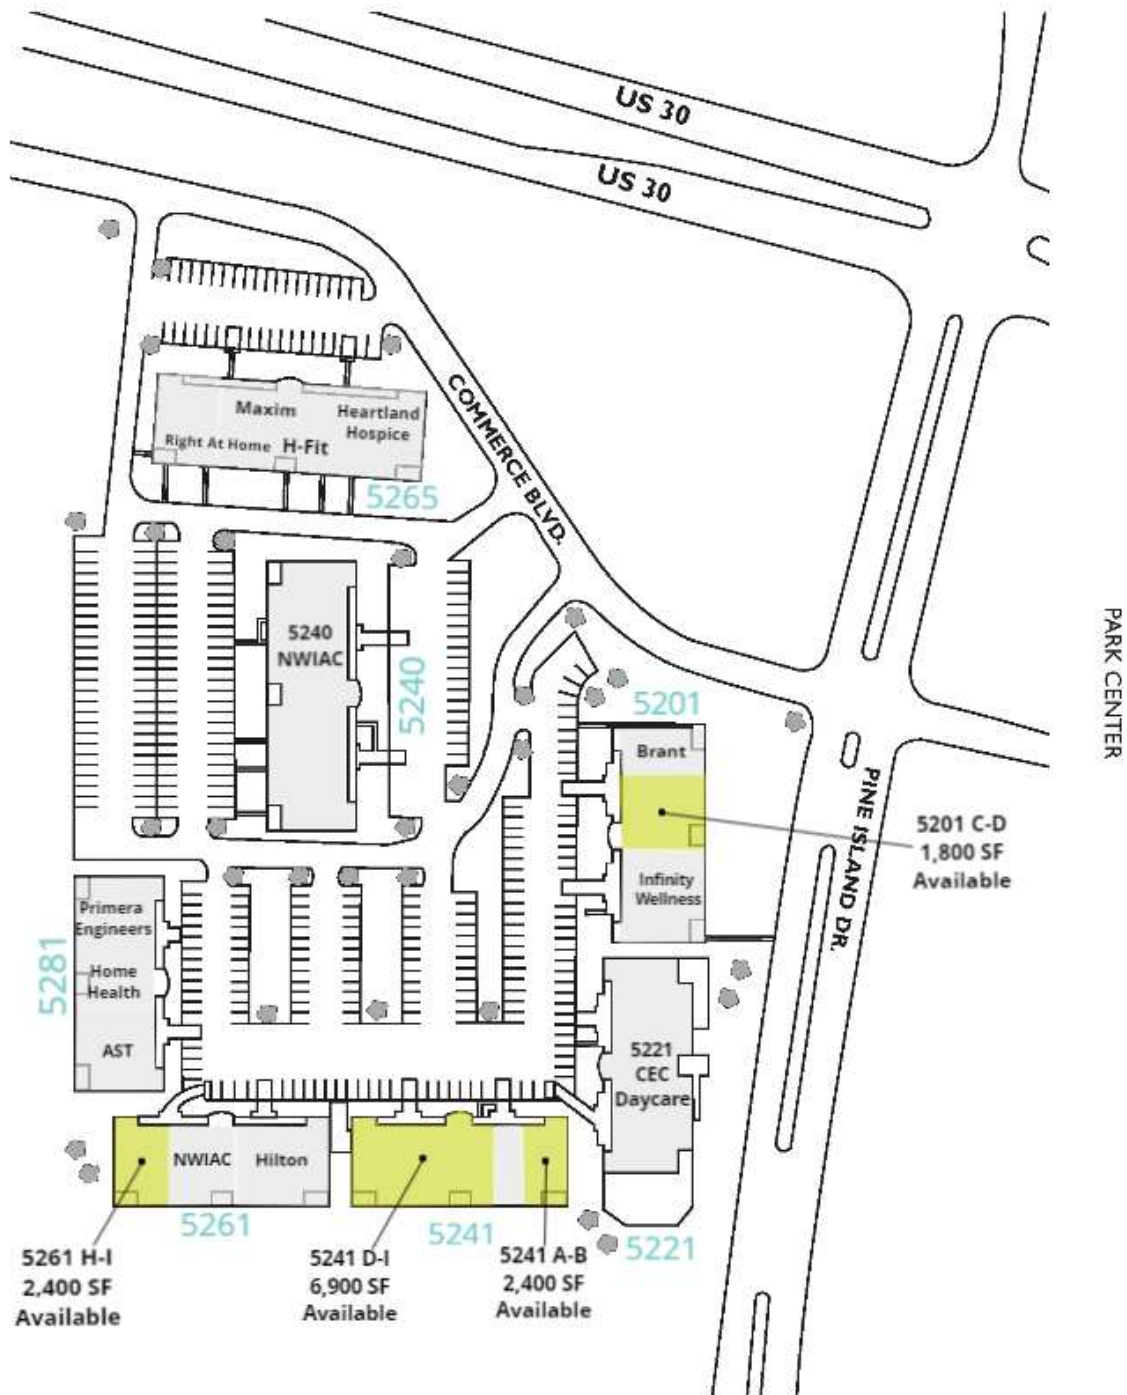 US 30
US 30
COMMERCE BLVD.
Maxim
Heartland
Hospice
Right At Home
H-Fit
5265
5240
NWIAC
5240
5201
Brant
PARK CENTER
PINE ISLAND DR.
5201 C-D
1,800 SF
Available
Infinity
Wellness
Primera
Engineers
Home
Health
AST
5281
5221
CEC
Daycare
NWIAC
Hilton
5261
5241
5221
5261 H-I
2,400 SF
Available
5241 D-I
6,900 SF
Available
5241 A-B
2,400 SF
Available